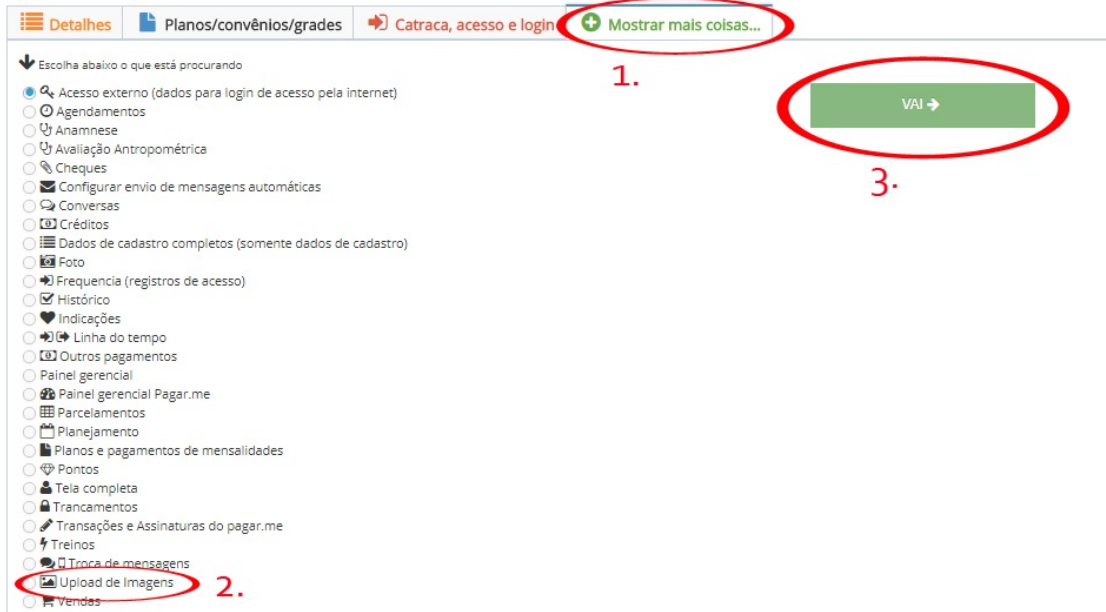 Detalhes
Planos/convênios/grades
Catraca, acesso e login
Mostrar mais coisas...
1.
Escolha abaixo o que está procurando
Acesso externo (dados para login de acesso pela internet)
VAI
Agendamentos
Anamnese
Avaliação Antropométrica
Cheques
3.
Configurar envio de mensagens automáticas
Conversas
Créditos
Dados de cadastro completos (somente dados de cadastro)
Foto
Frequencia (registros de acesso)
Histórico
Indicações
Linha do tempo
Outros pagamentos
Painel gerencial
Painel gerencial Pagar.me
Parcelamentos
Planejamento
Planos e pagamentos de mensalidades
Pontos
Tela completa
Trancamentos
Transações e Assinaturas do pagar.me
Treinos
Troca de mensagens
Upload de Imagens
2.
Vendas